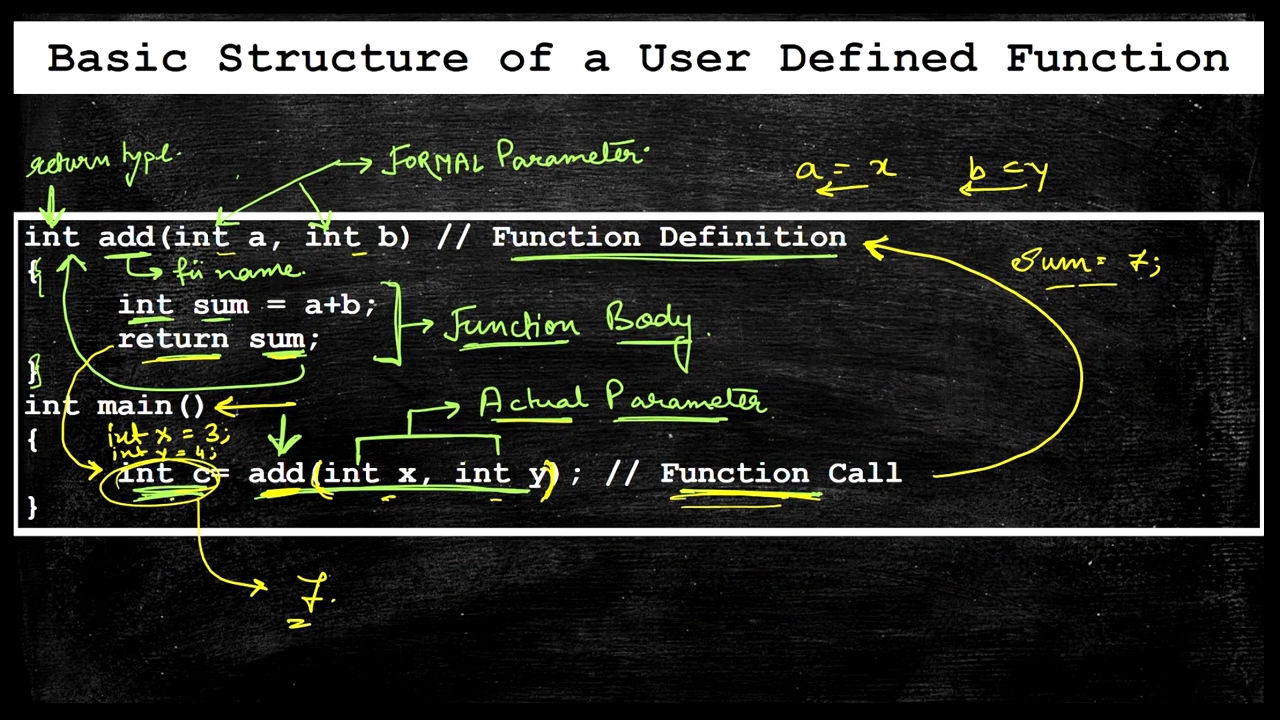 Basic Structure of a User Defined Function
return type.
FORMAL Parameter.
a = x
b = y
int add(int a, int b) // Function Definition
{
fn name.
Sum = 7;
int sum = a+b;
return sum;
Function Body.
}
int main()
Actual Parameter
{
int x = 3;
int y = 4;
int c= add(int x, int y); // Function Call
}
7.